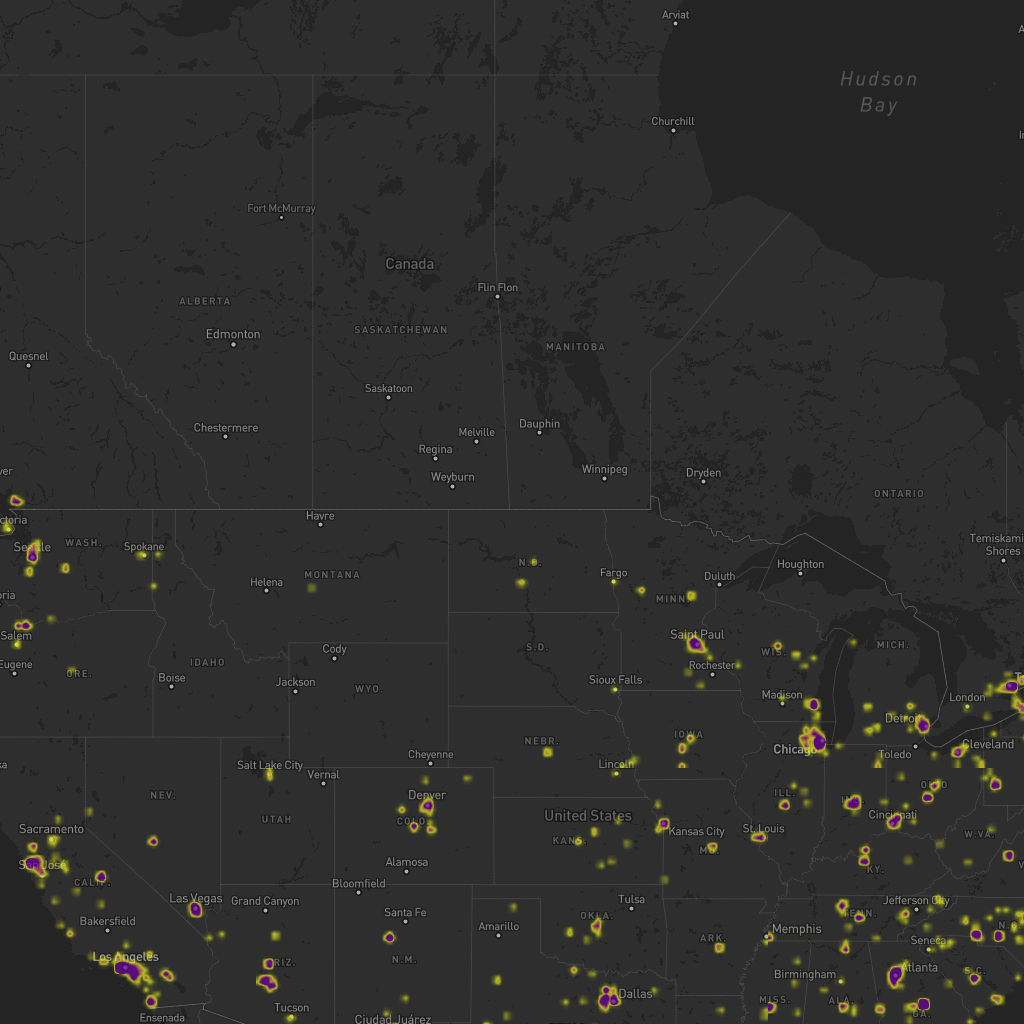 Arviat
Hudson
Bay
Churchill
Fort McMurray
Canada
Flin Flon
ALBERTA
SASKATCHEWAN
Edmonton
MANITOBA
Quesnel
Saskatoon
Chestermere
Dauphin
Melville
Regina
Winnipeg
Dryden
Weyburn
ONTARIO
Havre
ctoria
Seattle
WASH.
Spokane
Temiskami
Shores
N.D.
Houghton
MONTANA
Fargo
Duluth
Helena
MINN.
Salem
Saint Paul
MICH.
Cody
S.D.
WIS.
IDAHO
Eugene
ORE.
Rochester
Boise
Jackson
WYO.
Sioux Falls
Madison
London
Detroit
IOWA
NEBR.
Chicago
Cleveland
Toledo
Cheyenne
Salt Lake City
Vernal
Lincoln
OHIO
NEV.
Denver
ILL.
UTAH
COLO.
United States
Cincinnati
Sacramento
Kansas City
St. Louis
W.VA.
KANS.
MO.
San Jose
Alamosa
KY.
CALIF.
Bloomfield
Las Vegas
Grand Canyon
Tulsa
Jefferson City
Santa Fe
OKLA.
TENN.
Bakersfield
Amarillo
Memphis
ARK.
Seneca
Los Angeles
N.M.
ARIZ.
Birmingham
Atlanta
S.C.
Dallas
MISS.
ALA.
Tucson
GA.
Ensenada
Ciudad Juárez